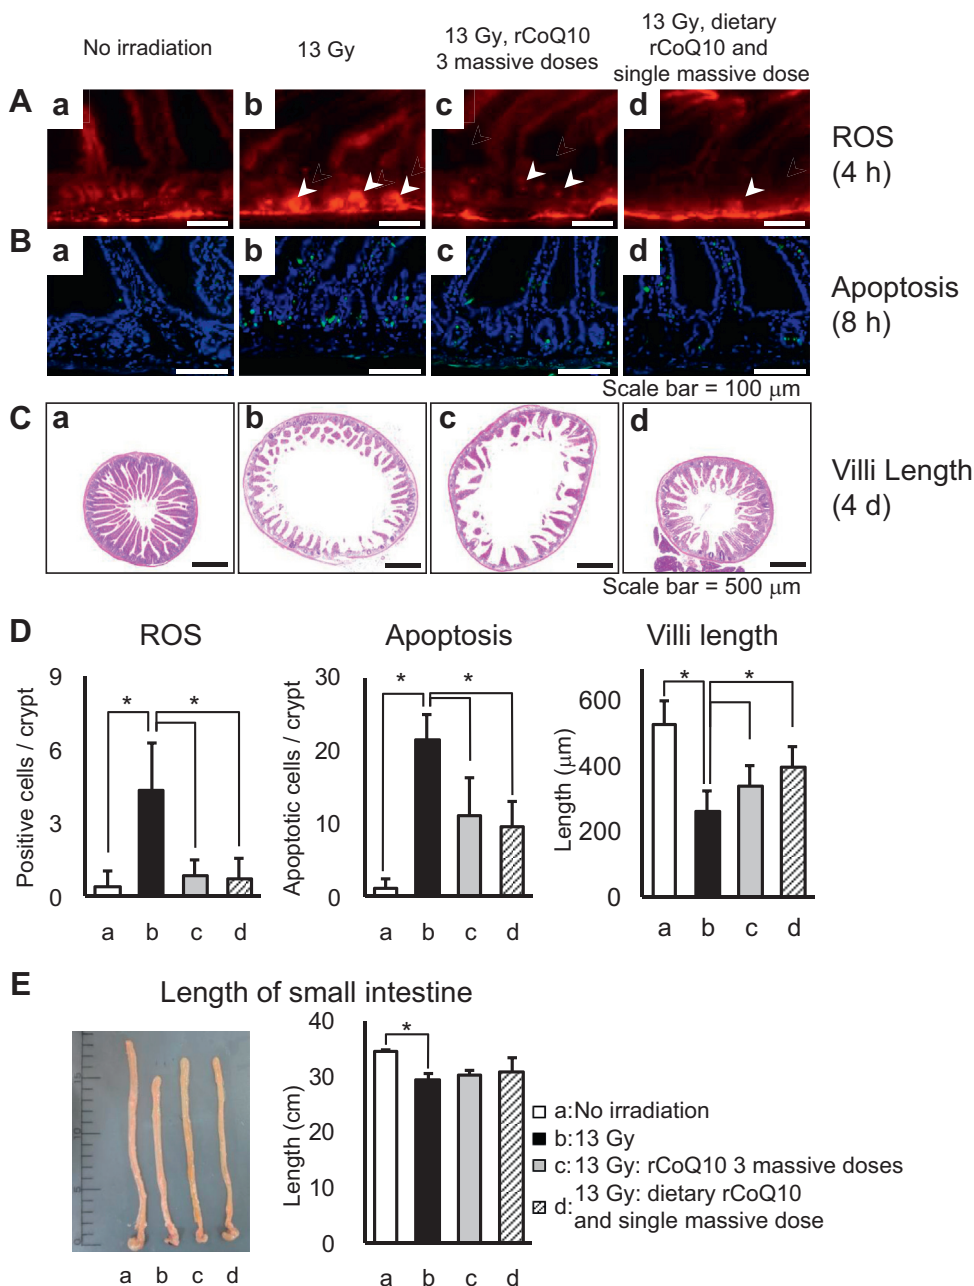 No irradiation
13 Gy
13 Gy, rCoQ10
3 massive doses
13 Gy, dietary
rCoQ10 and
single massive dose
A
a
b
c
d
ROS
(4 h)
B
a
b
c
d
Apoptosis
(8 h)
Scale bar = 100 μm
C
a
b
c
d
Villi Length
(4 d)
Scale bar = 500 μm
D
ROS
Apoptosis
Villi length
Positive cells / crypt
9
6
3
0
* *
a b c d
Apoptotic cells / crypt
30
20
10
0
* *
a b c d
Length (μm)
600
400
200
0
* *
a b c d
E
Length of small intestine
15
10
5
0
a b c d
Length (cm)
40
30
20
10
0
*
a b c d
a:No irradiation
b:13 Gy
c:13 Gy: rCoQ10 3 massive doses
d: 13 Gy: dietary rCoQ10
and single massive dose